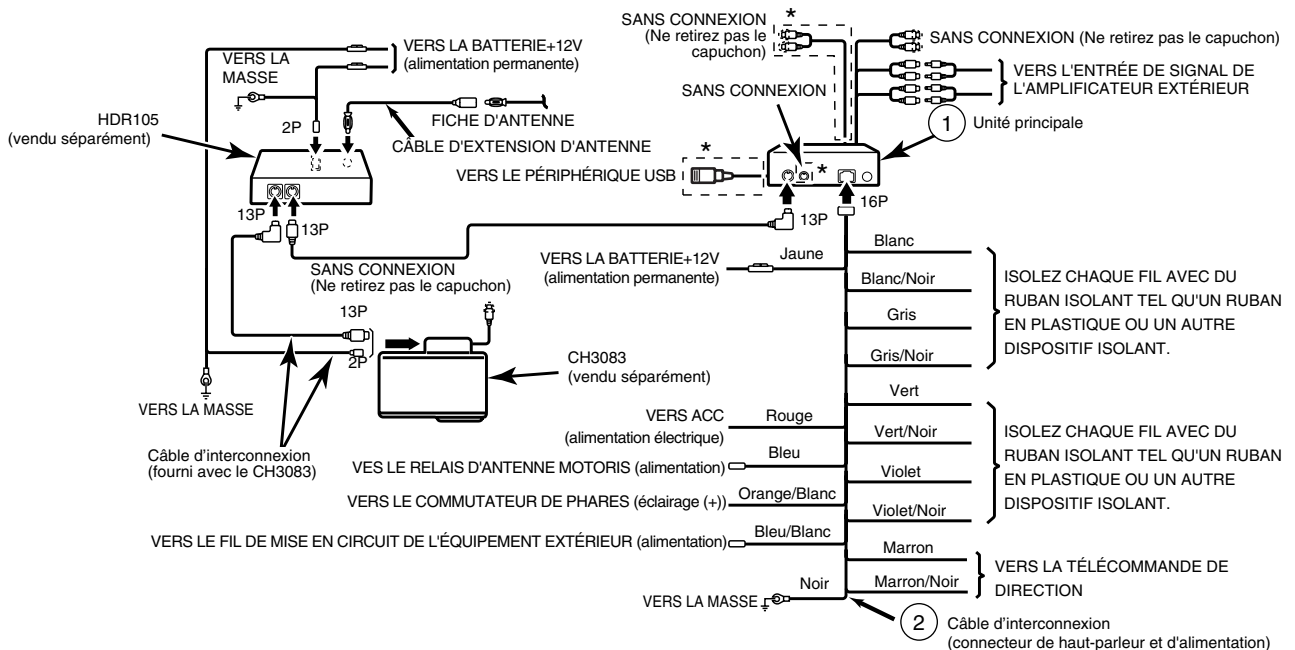 SANS CONNEXION
(Ne retirez pas le
capuchon)
*
SANS CONNEXION (Ne retirez pas le capuchon)
VERS L'ENTRÉE DE SIGNAL DE
L'AMPLIFICATEUR EXTÉRIEUR
VERS LA BATTERIE+12V
(alimentation permanente)
VERS LA
MASSE
SANS CONNEXION
1 Unité principale
HDR105
(vendu séparément)
2P
FICHE D'ANTENNE
CÂBLE D'EXTENSION D'ANTENNE
*
VERS LE PÉRIPHÉRIQUE USB
*
16P
13P
13P
13P
SANS CONNEXION
(Ne retirez pas le capuchon)
VERS LA BATTERIE+12V
(alimentation permanente)
Jaune
Blanc
Blanc/Noir
Gris
Gris/Noir
ISOLEZ CHAQUE FIL AVEC DU
RUBAN ISOLANT TEL QU'UN RUBAN
EN PLASTIQUE OU UN AUTRE
DISPOSITIF ISOLANT.
13P
2P
CH3083
(vendu séparément)
VERS LA MASSE
Câble d'interconnexion
(fourni avec le CH3083)
VERS ACC
(alimentation électrique)
Rouge
VES LE RELAIS D'ANTENNE MOTORIS (alimentation)
Bleu
VERS LE COMMUTATEUR DE PHARES (éclairage (+))
Orange/Blanc
VERS LE FIL DE MISE EN CIRCUIT DE L'ÉQUIPEMENT EXTÉRIEUR (alimentation)
Bleu/Blanc
Vert
Vert/Noir
Violet
Violet/Noir
ISOLEZ CHAQUE FIL AVEC DU
RUBAN ISOLANT TEL QU'UN RUBAN
EN PLASTIQUE OU UN AUTRE
DISPOSITIF ISOLANT.
Marron
Marron/Noir
VERS LA TÉLÉCOMMANDE DE
DIRECTION
Noir
VERS LA MASSE
2 Câble d'interconnexion
(connecteur de haut-parleur et d'alimentation)